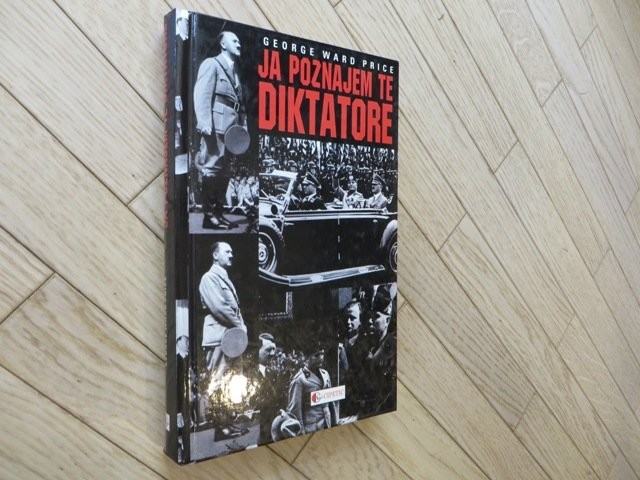 GEORGE WARD PRICE
JA POZNAJEM TE
DIKTATORE